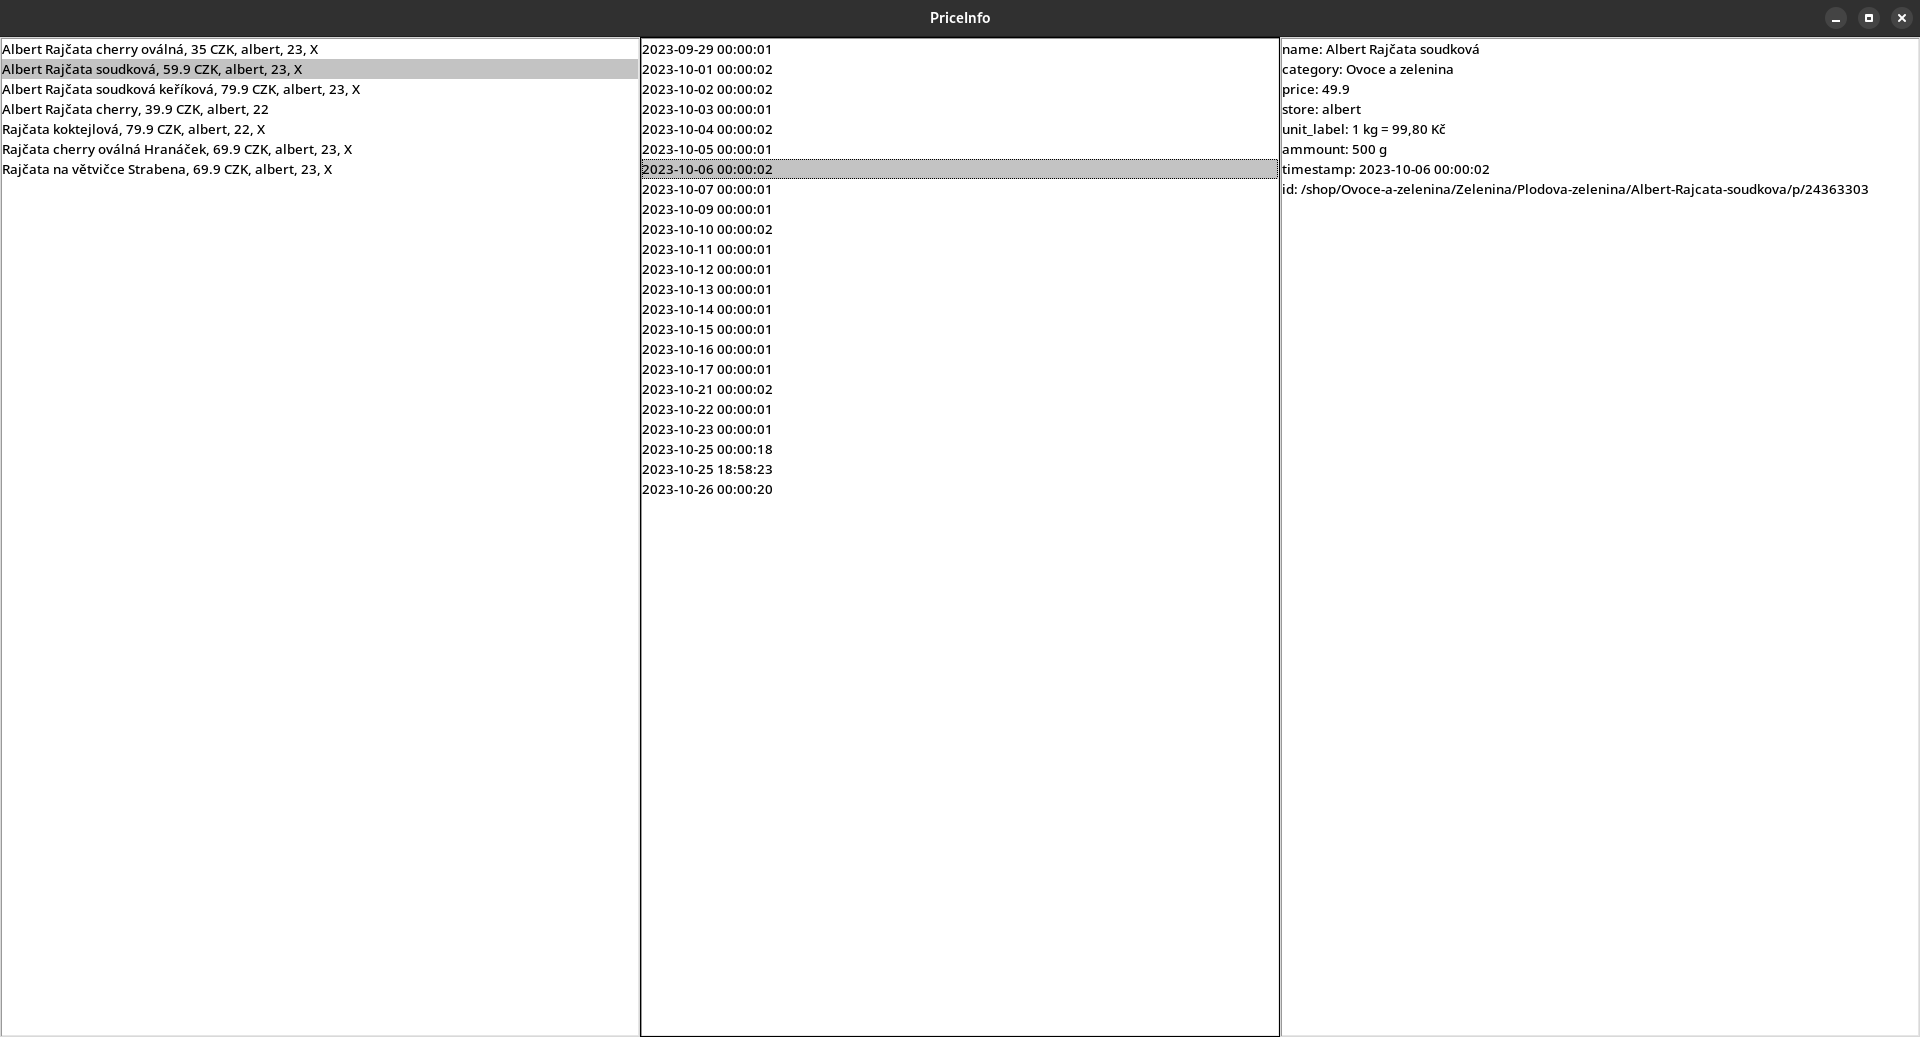 PriceInfo
Albert Rajčata cherry oválná, 35 CZK, albert, 23, X
Albert Rajčata soudková, 59.9 CZK, albert, 23, X
Albert Rajčata soudková keříková, 79.9 CZK, albert, 23, X
Albert Rajčata cherry, 39.9 CZK, albert, 22
Rajčata koktejlová, 79.9 CZK, albert, 22, X
Rajčata cherry oválná Hranáček, 69.9 CZK, albert, 23, X
Rajčata na větvičce Strabena, 69.9 CZK, albert, 23, X
2023-09-29 00:00:01
2023-10-01 00:00:02
2023-10-02 00:00:02
2023-10-03 00:00:01
2023-10-04 00:00:02
2023-10-05 00:00:01
2023-10-06 00:00:02
2023-10-07 00:00:01
2023-10-09 00:00:01
2023-10-10 00:00:02
2023-10-11 00:00:01
2023-10-12 00:00:01
2023-10-13 00:00:01
2023-10-14 00:00:01
2023-10-15 00:00:01
2023-10-16 00:00:01
2023-10-17 00:00:01
2023-10-21 00:00:02
2023-10-22 00:00:01
2023-10-23 00:00:01
2023-10-25 00:00:18
2023-10-25 18:58:23
2023-10-26 00:00:20
name: Albert Rajčata soudková
category: Ovoce a zelenina
price: 49.9
store: albert
unit_label: 1 kg = 99,80 Kč
ammount: 500 g
timestamp: 2023-10-06 00:00:02
id: /shop/Ovoce-a-zelenina/Zelenina/Plodova-zelenina/Albert-Rajcata-soudkova/p/24363303